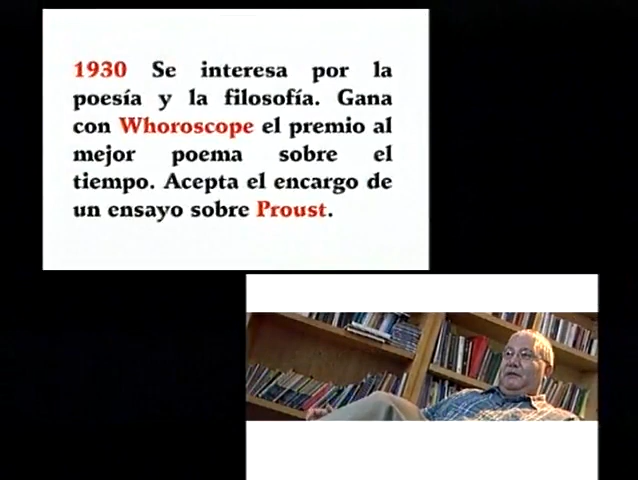 1930 Se interesa por la
poesía y la filosofía. Gana
con Whoroscope el premio al
mejor poema sobre el
tiempo. Acepta el encargo de
un ensayo sobre Proust.